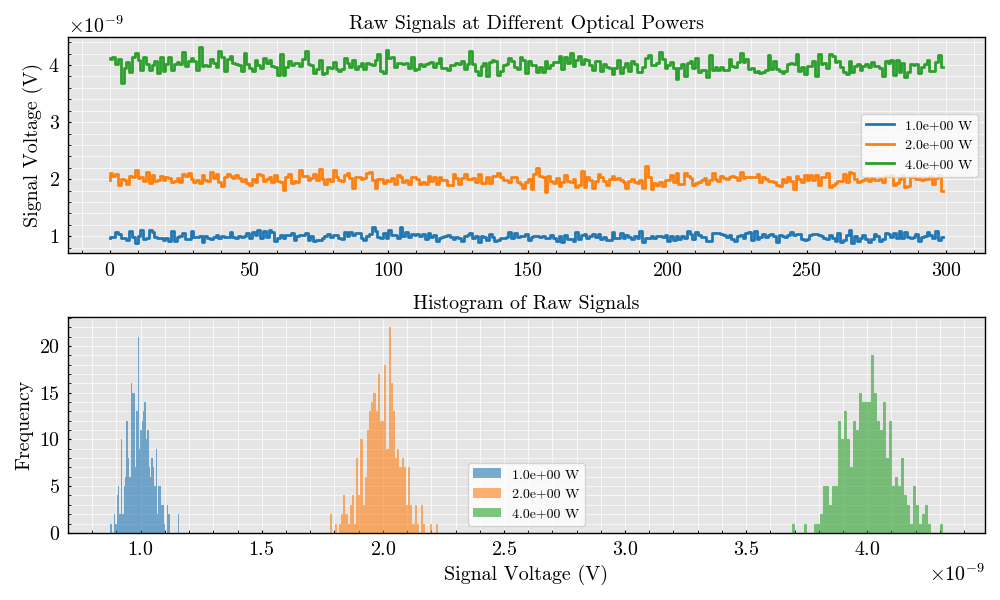 Raw Signals at Different Optical Powers
×10⁻⁹
Signal Voltage (V)
4
3
2
1
0 50 100 150 200 250 300
1.0e+00 W
2.0e+00 W
4.0e+00 W
Histogram of Raw Signals
Frequency
20
15
10
5
0
1.0 1.5 2.0 2.5 3.0 3.5 4.0
1.0e+00 W
2.0e+00 W
4.0e+00 W
Signal Voltage (V)
×10⁻⁹